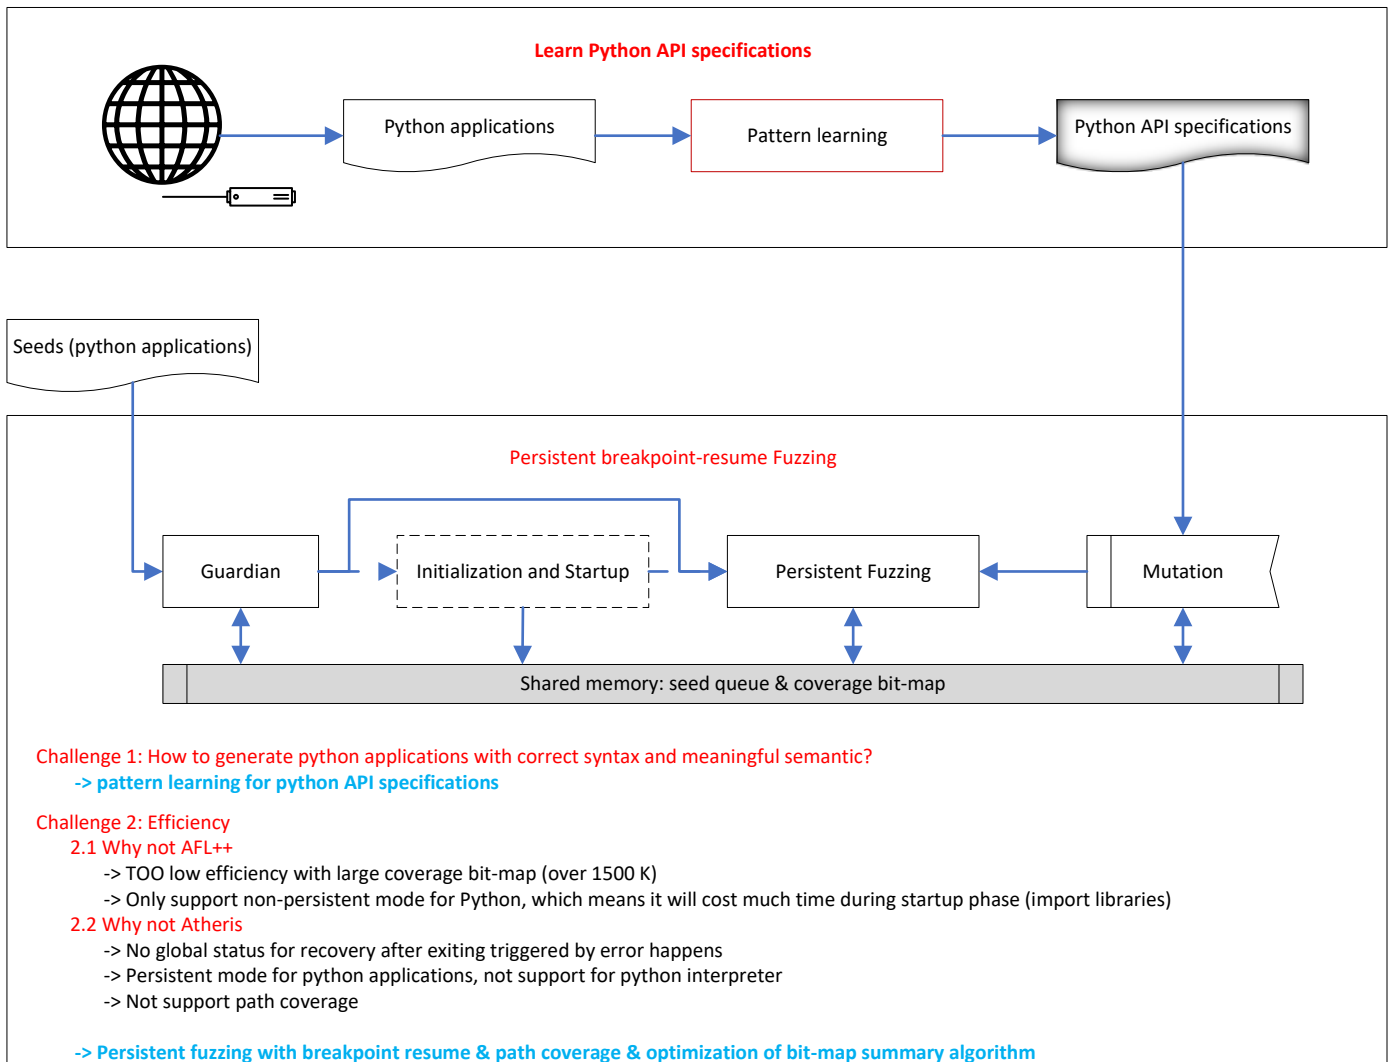 Learn Python API specifications
Python applications
Pattern learning
Python API specifications
Seeds (python applications)
Persistent breakpoint-resume Fuzzing
Guardian
Initialization and Startup
Persistent Fuzzing
Mutation
Shared memory: seed queue & coverage bit-map
Challenge 1: How to generate python applications with correct syntax and meaningful semantic?
-> pattern learning for python API specifications
Challenge 2: Efficiency
2.1 Why not AFL++
-> TOO low efficiency with large coverage bit-map (over 1500 K)
-> Only support non-persistent mode for Python, which means it will cost much time during startup phase (import libraries)
2.2 Why not Atheris
-> No global status for recovery after exiting triggered by error happens
-> Persistent mode for python applications, not support for python interpreter
-> Not support path coverage
-> Persistent fuzzing with breakpoint resume & path coverage & optimization of bit-map summary algorithm